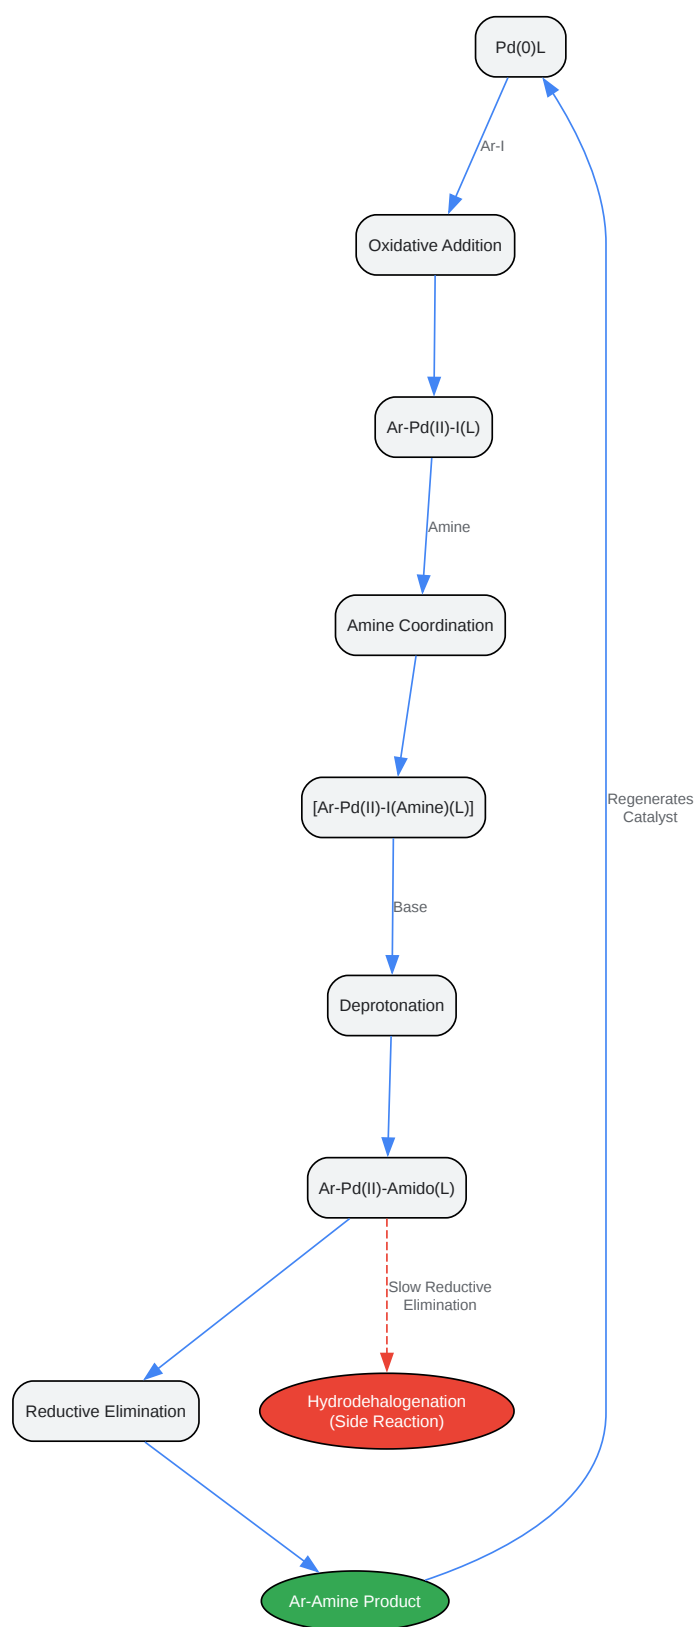 Pd(0)L
Ar-I
Oxidative Addition
Ar-Pd(II)-I(L)
Amine
Amine Coordination
[Ar-Pd(II)-I(Amine)(L)]
Regenerates
Catalyst
Base
Deprotonation
Ar-Pd(II)-Amido(L)
Slow Reductive
Elimination
Reductive Elimination
Hydrodehalogenation
(Side Reaction)
Ar-Amine Product